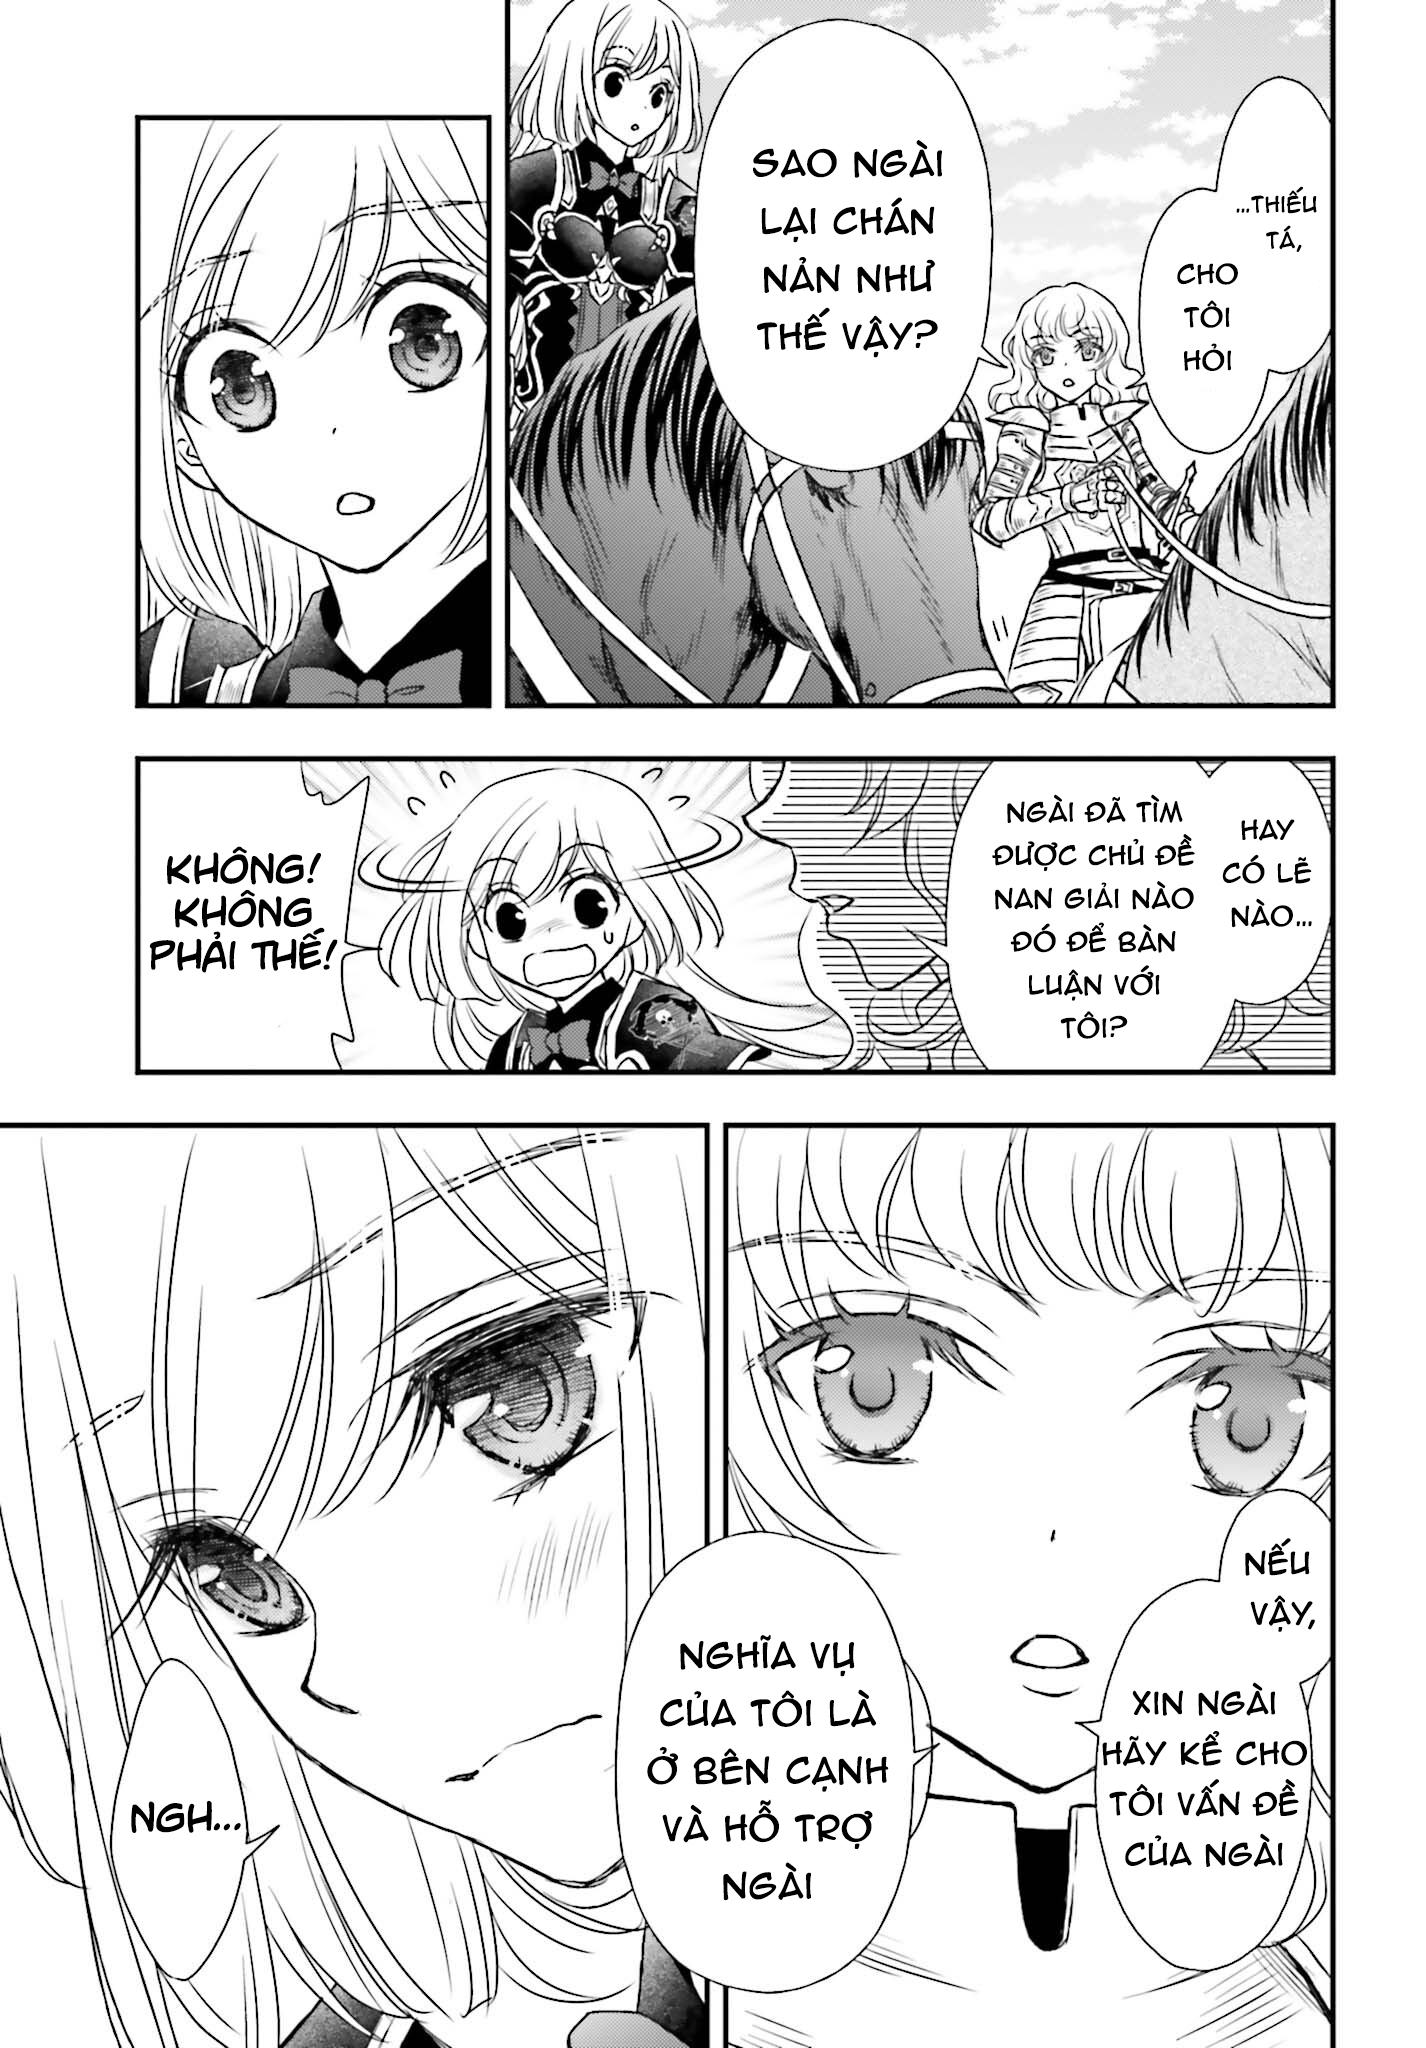 ...THIẾU
TÁ,
CHO
TÔI
HỎI
SAO NGÀI
LẠI CHÁN
NẢN NHƯ
THẾ VẬY?
HAY
CÓ LẼ
NÀO...
NGÀI ĐÃ TÌM
ĐƯỢC CHỦ ĐỀ
NAN GIẢI NÀO
ĐÓ ĐỂ BÀN
LUẬN VỚI
TÔI?
KHÔNG!
KHÔNG
PHẢI THẾ!
NẾU
VẬY,
XIN NGÀI
HÃY KỂ CHO
TÔI VẤN ĐỀ
CỦA NGÀI
NGHĨA VỤ
CỦA TÔI LÀ
Ở BÊN CẠNH
VÀ HỖ TRỢ
NGÀI
NGH...